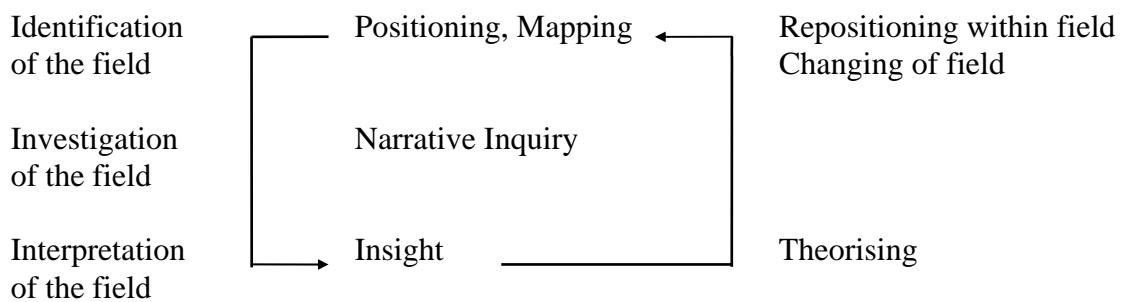 Identification Positioning, Mapping Repositioning within field
of the field Changing of field
Investigation Narrative Inquiry
of the field
Interpretation Insight Theorising
of the field